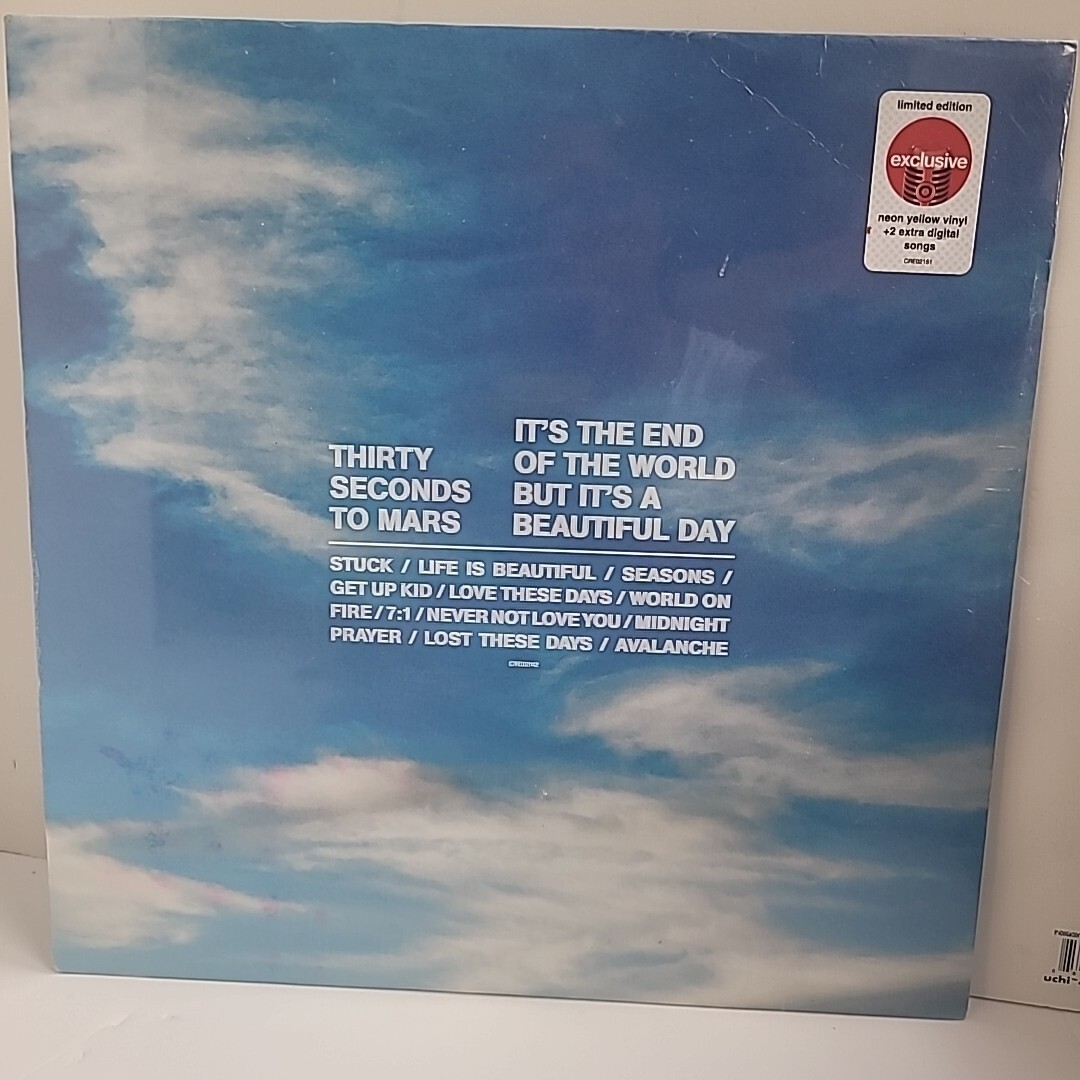 limited edition
exclusive
neon yellow vinyl
+2 extra digital
songs
CRE02161
THIRTY
SECONDS
TO MARS
IT'S THE END
OF THE WORLD
BUT IT'S A
BEAUTIFUL DAY
STUCK / LIFE IS BEAUTIFUL / SEASONS /
GET UP KID / LOVE THESE DAYS / WORLD ON
FIRE / 7:1 / NEVER NOT LOVE YOU / MIDNIGHT
PRAYER / LOST THESE DAYS / AVALANCHE
uchi